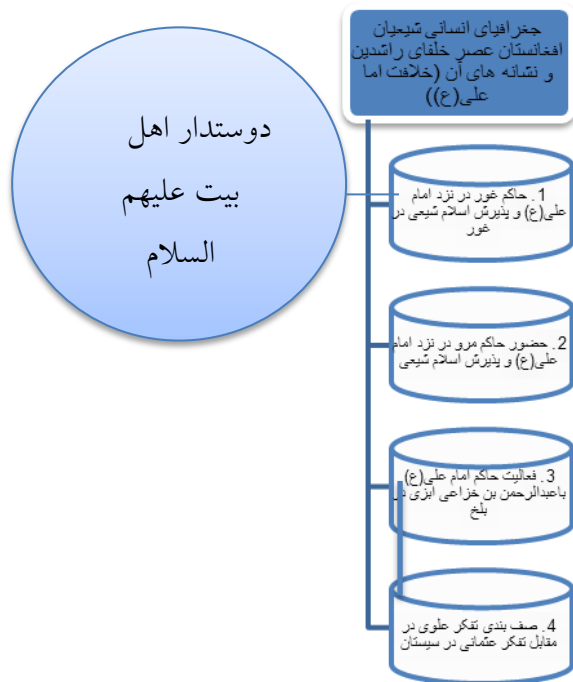 جغرافیای انسانی شیعیان
افغانستان عصر خلفای راشدین
و نشانه های آن (خلافت اما
علی(ع))
دوستدار اهل
بیت علیهم
السلام
1. حاکم غور در نزد امام
علی(ع) و پذیرش اسلام شیعی در
غور
2. حضور حاکم مرو در نزد امام
علی(ع) و پذیرش اسلام شیعی
3. فعالیت حاکم امام علی(ع)
باعبدالرحمن بن خزاعی ابزی در
بلخ
4. صف بندی تفکر علوی در
مقابل تفکر عثمانی در سیستان